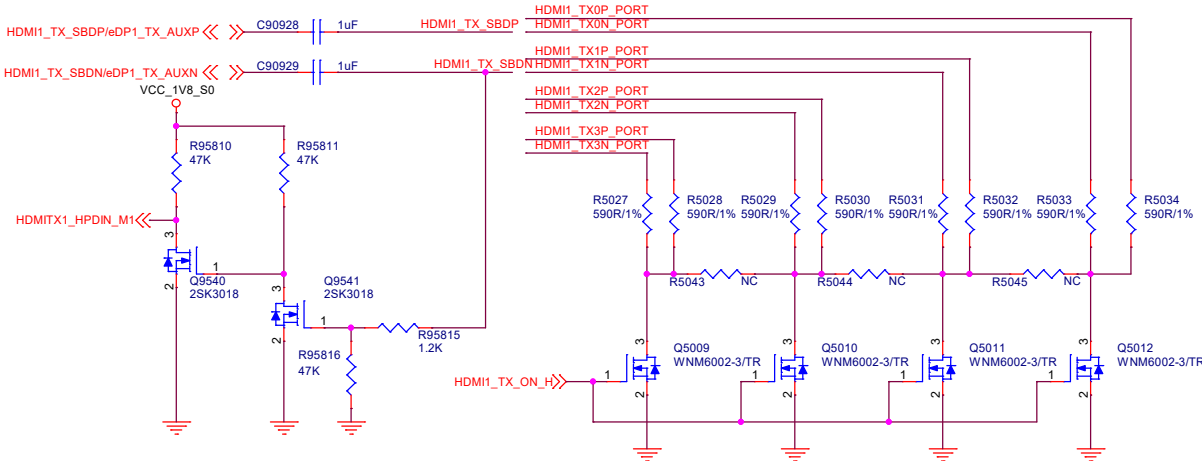 HDMI1_TX_SBDP/eDP1_TX_AUXP
C90928
1uF
HDMI1_TX_SBDP
HDMI1_TX0P_PORT
HDMI1_TX0N_PORT
HDMI1_TX_SBDN/eDP1_TX_AUXN
C90929
1uF
HDMI1_TX_SBDN
HDMI1_TX1P_PORT
HDMI1_TX1N_PORT
HDMI1_TX2P_PORT
HDMI1_TX2N_PORT
HDMI1_TX3P_PORT
HDMI1_TX3N_PORT
VCC_1V8_S0
R95810
47K
R95811
47K
HDMITX1_HPDIN_M1
3
1
2
Q9540
2SK3018
3
1
2
Q9541
2SK3018
R95816
47K
R95815
1.2K
R5027
590R/1%
R5028
590R/1%
R5029
590R/1%
R5030
590R/1%
R5031
590R/1%
R5032
590R/1%
R5033
590R/1%
R5034
590R/1%
R5043
NC
R5044
NC
R5045
NC
HDMI1_TX_ON_H
1
3
2
Q5009
WNM6002-3/TR
1
3
2
Q5010
WNM6002-3/TR
1
3
2
Q5011
WNM6002-3/TR
1
3
2
Q5012
WNM6002-3/TR